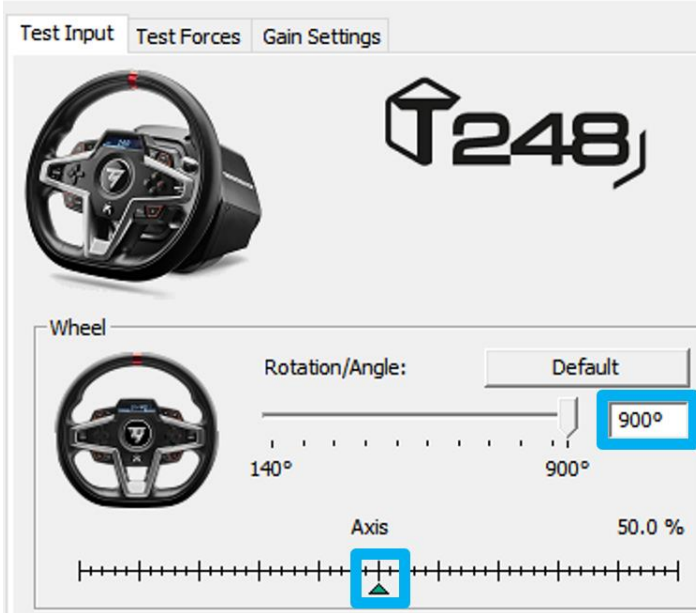 Test Input Test Forces Gain Settings
T248
Wheel
Rotation/Angle: Default
900°
140° 900°
Axis 50.0 %